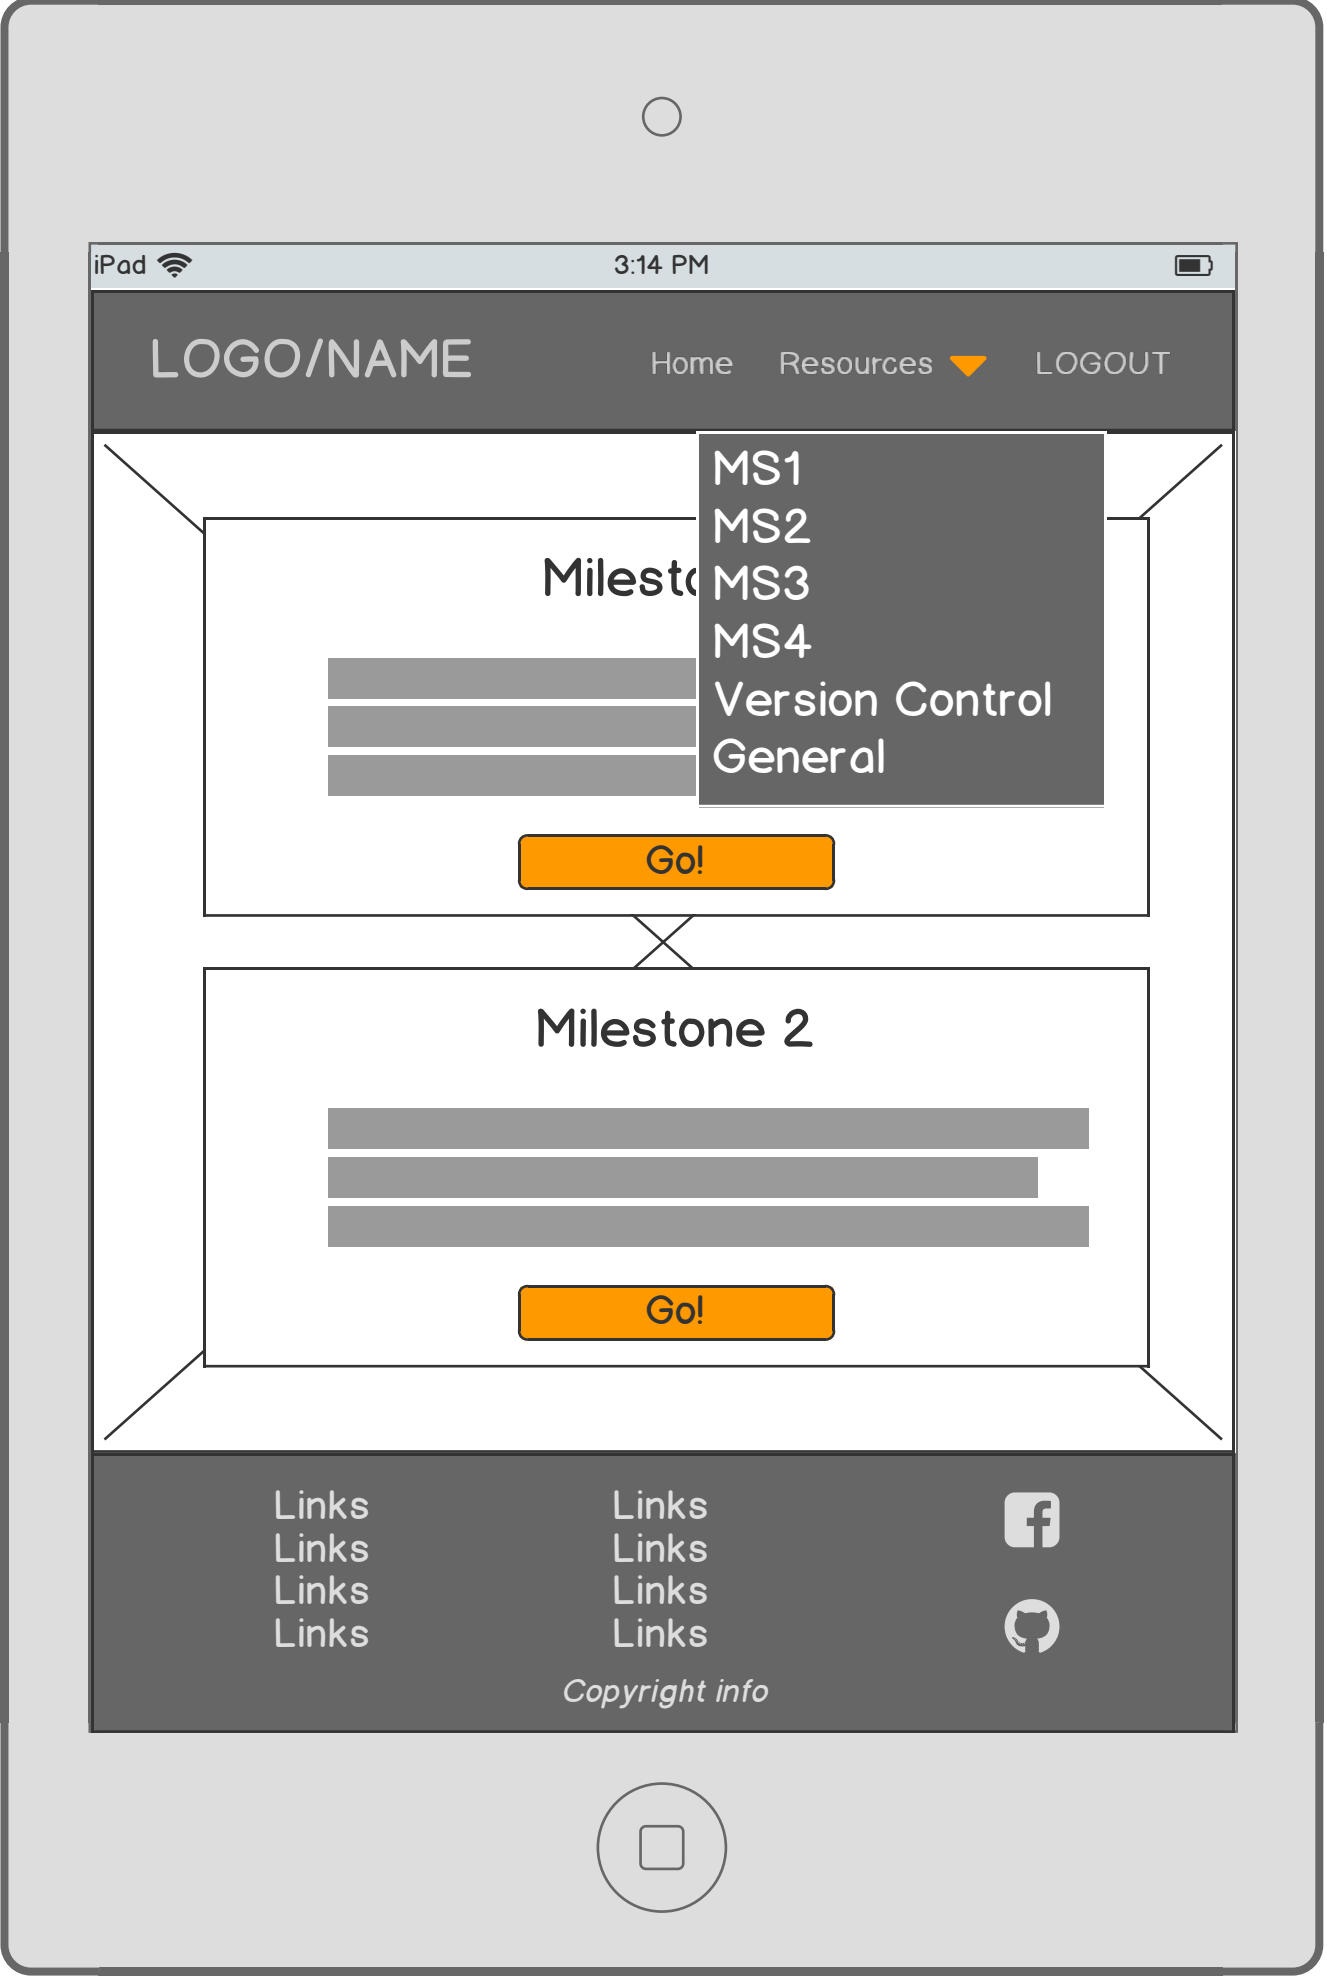 iPad 3:14 PM
LOGO/NAME Home Resources LOGOUT
MS1
MS2
MS3
MS4
Version Control
General
Milesto
Go!
Milestone 2
Go!
Links Links
Links Links
Links Links
Links Links
Copyright info